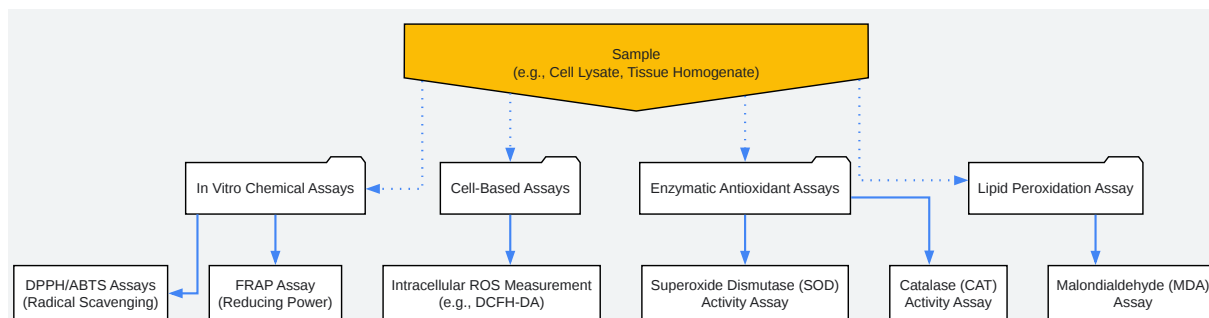 Sample
(e.g., Cell Lysate, Tissue Homogenate)
In Vitro Chemical Assays
Cell-Based Assays
Enzymatic Antioxidant Assays
Lipid Peroxidation Assay
DPPH/ABTS Assays
(Radical Scavenging)
FRAP Assay
(Reducing Power)
Intracellular ROS Measurement
(e.g., DCFH-DA)
Superoxide Dismutase (SOD)
Activity Assay
Catalase (CAT)
Activity Assay
Malondialdehyde (MDA)
Assay